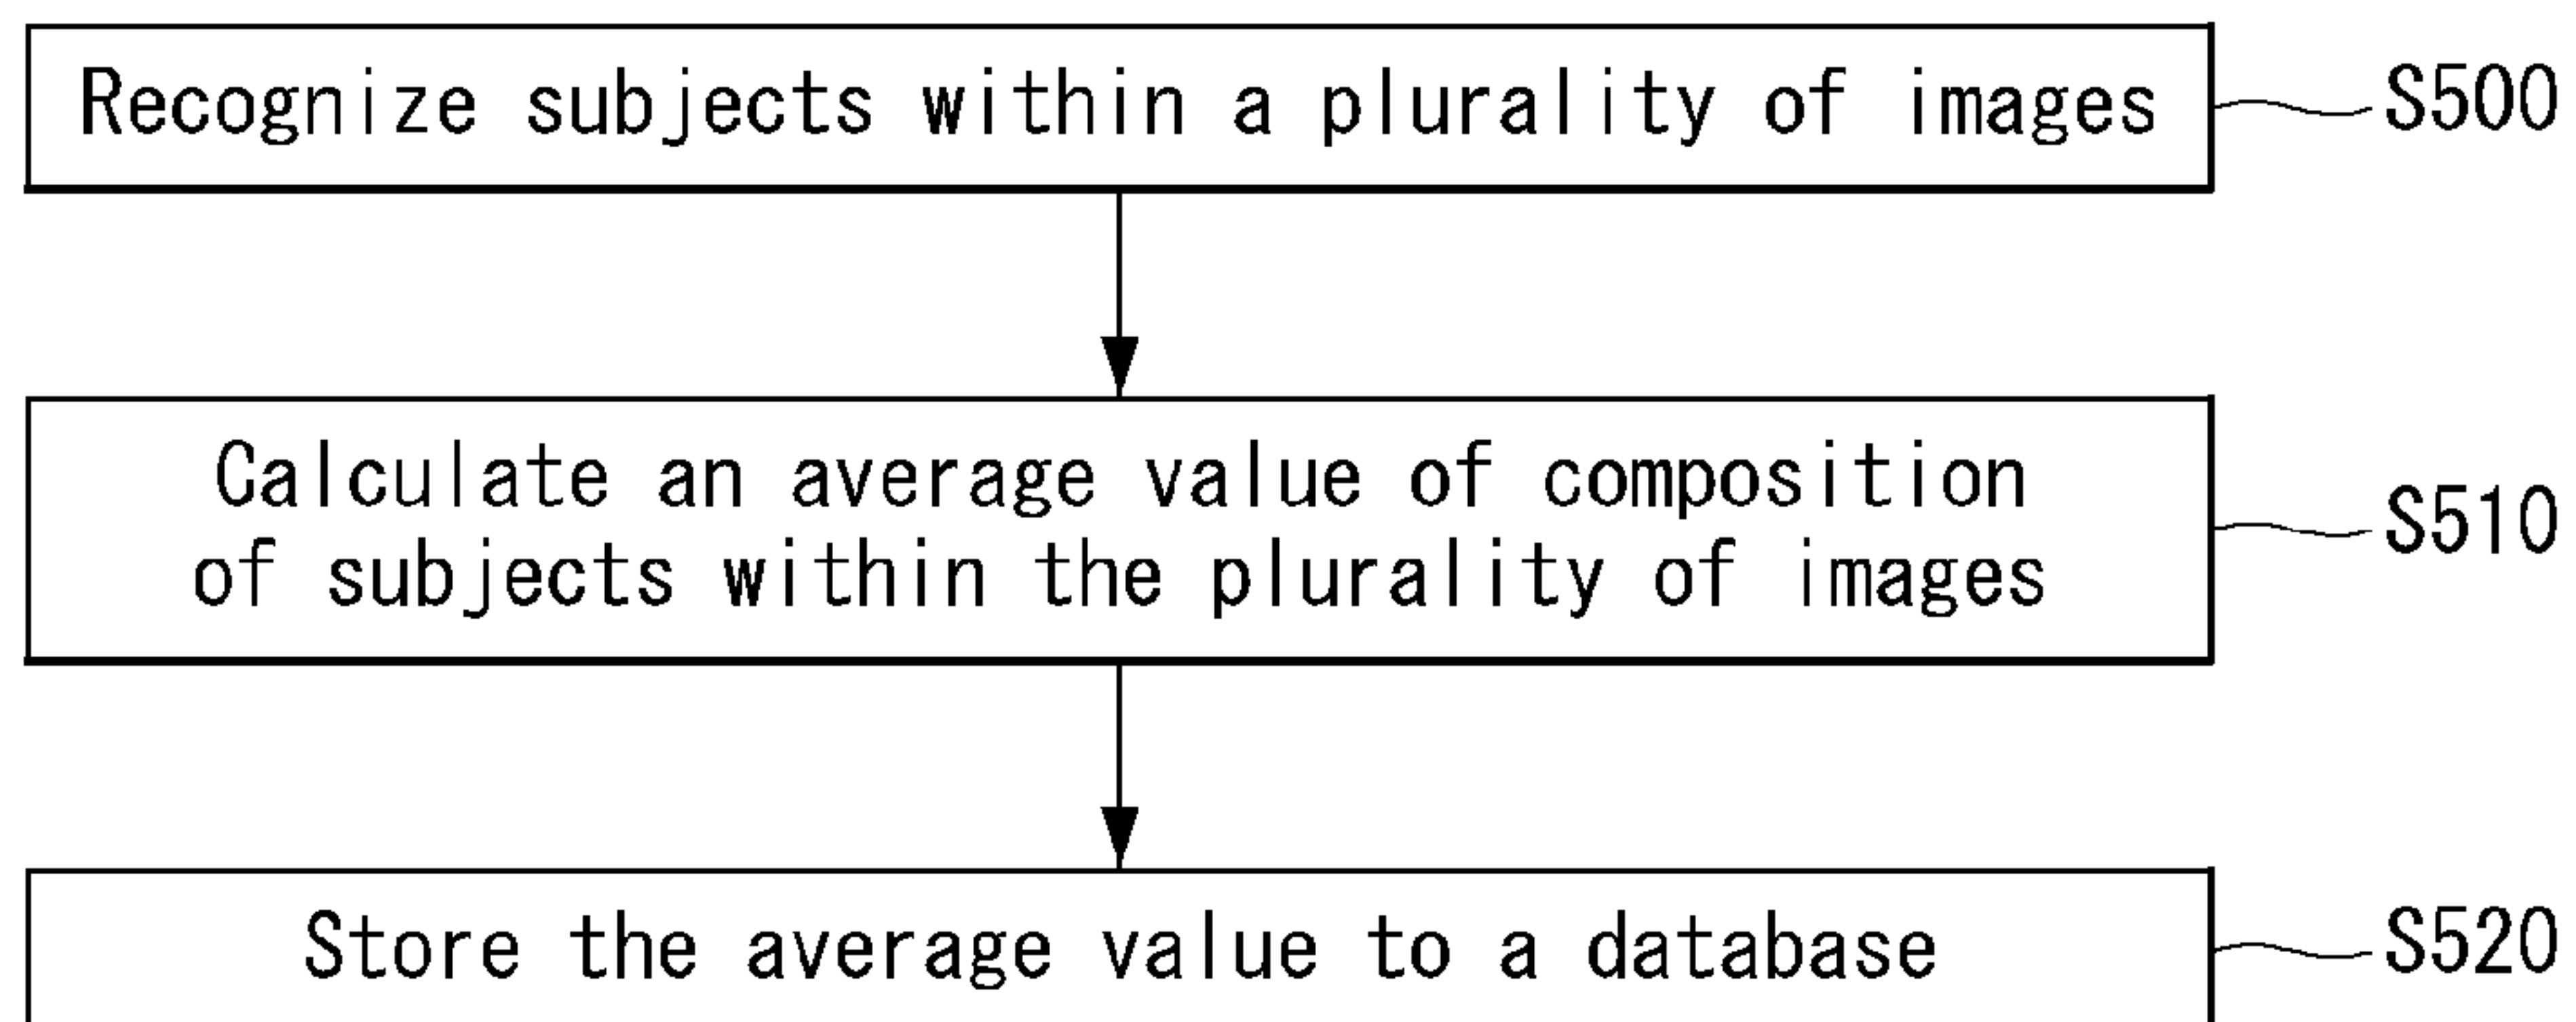 Recognize subjects within a plurality of images
S500
Calculate an average value of composition
of subjects within the plurality of images
S510
Store the average value to a database
S520